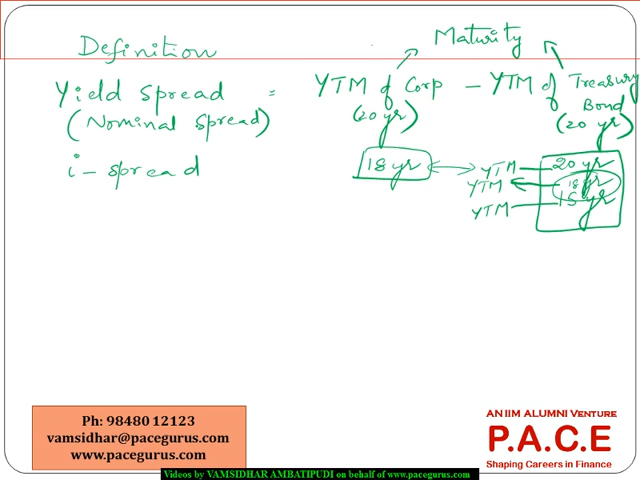 Maturity
Definition
Yield Spread = YTM of Corp - YTM of Treasury Bond
(Nominal Spread) (20 yr) (20 yr)
i - spread 18 yr YTM 20 yr
YTM 18 yr
YTM 15 yr
Ph: 98480 12123
vamsidhar@pacegurus.com
www.pacegurus.com
AN IIM ALUMNI VENTURE
P.A.C.E
Shaping Careers in Finance
Videos by VAMSIDHAR AMBATIPUDI on behalf of www.pacegurus.com